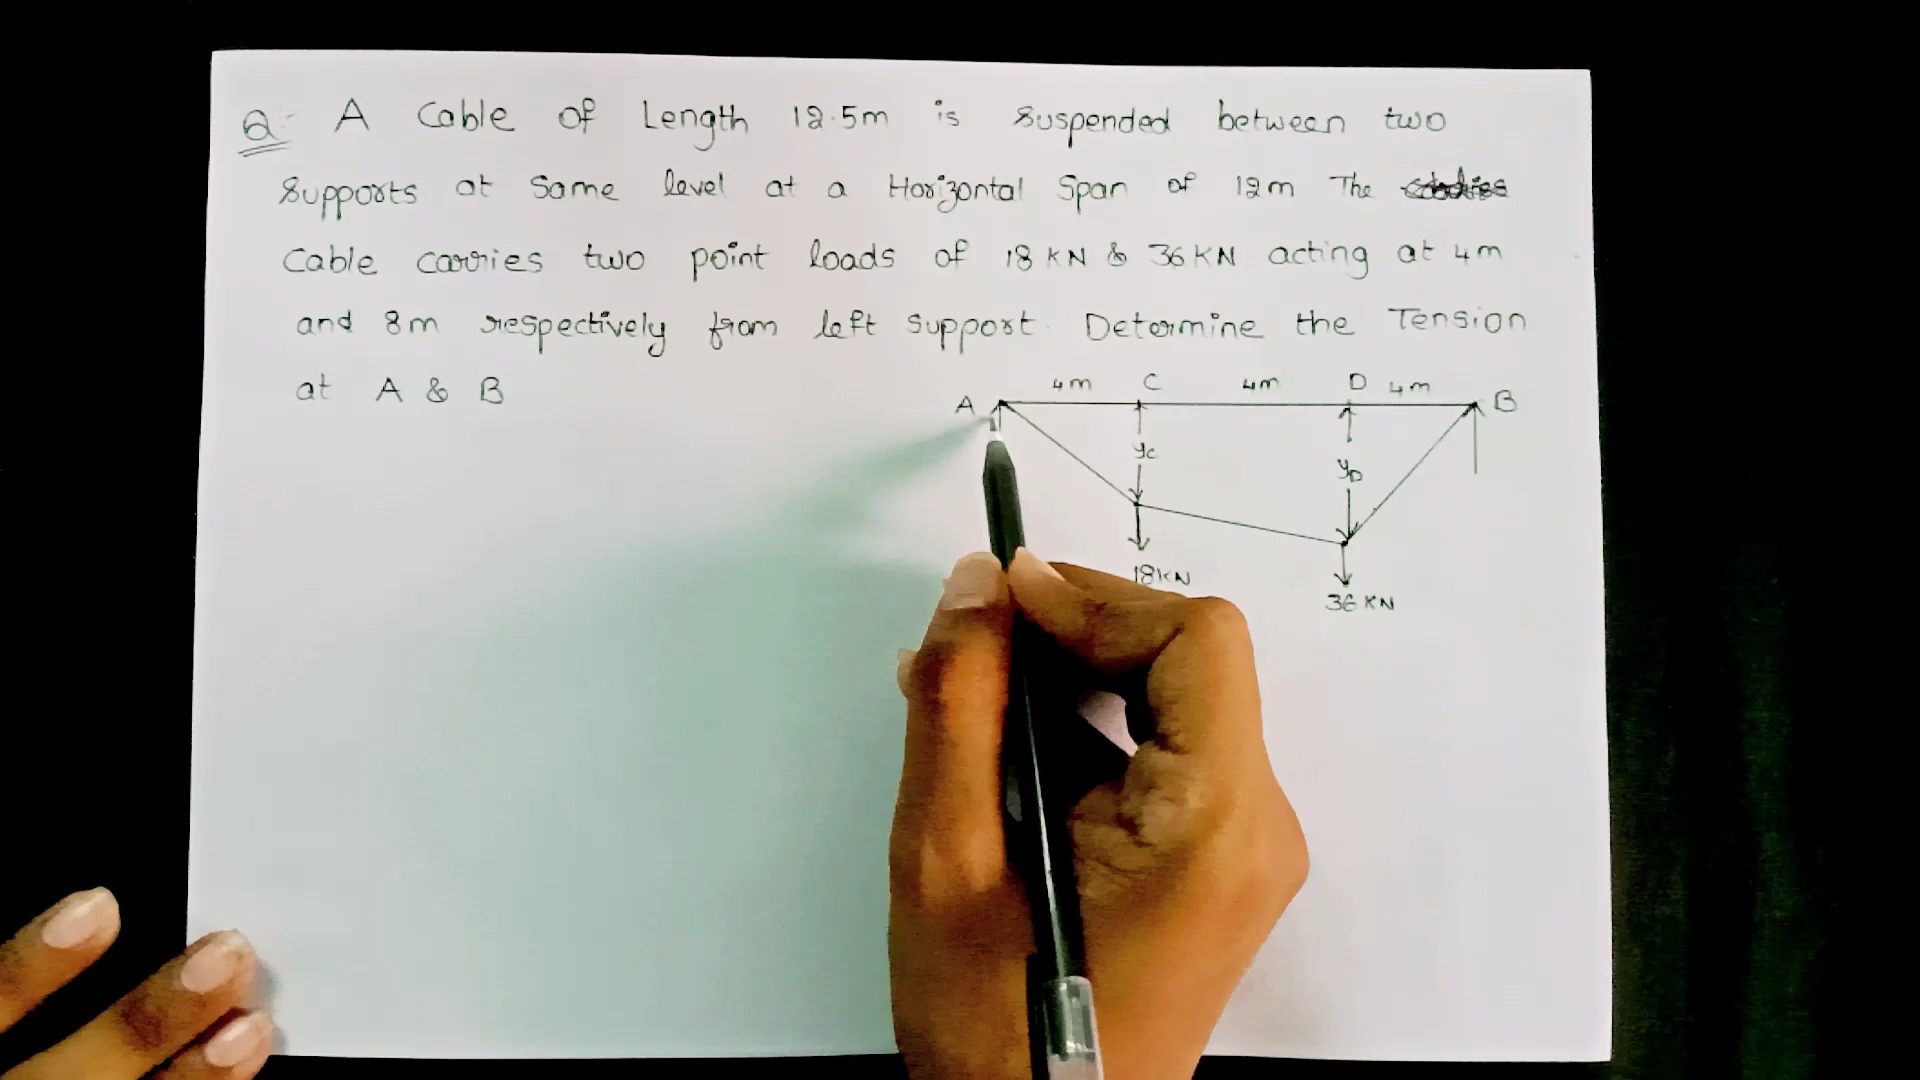 Q:- A Cable of Length 12.5m is Suspended between two
Supports at Same level at a Horizontal Span of 12m The
Cable carries two point loads of 18 KN & 36 KN acting at 4m
and 8m respectively from left support. Determine the Tension
at A & B
4m C 4m D 4m
A B
yc
yD
18KN
36 KN